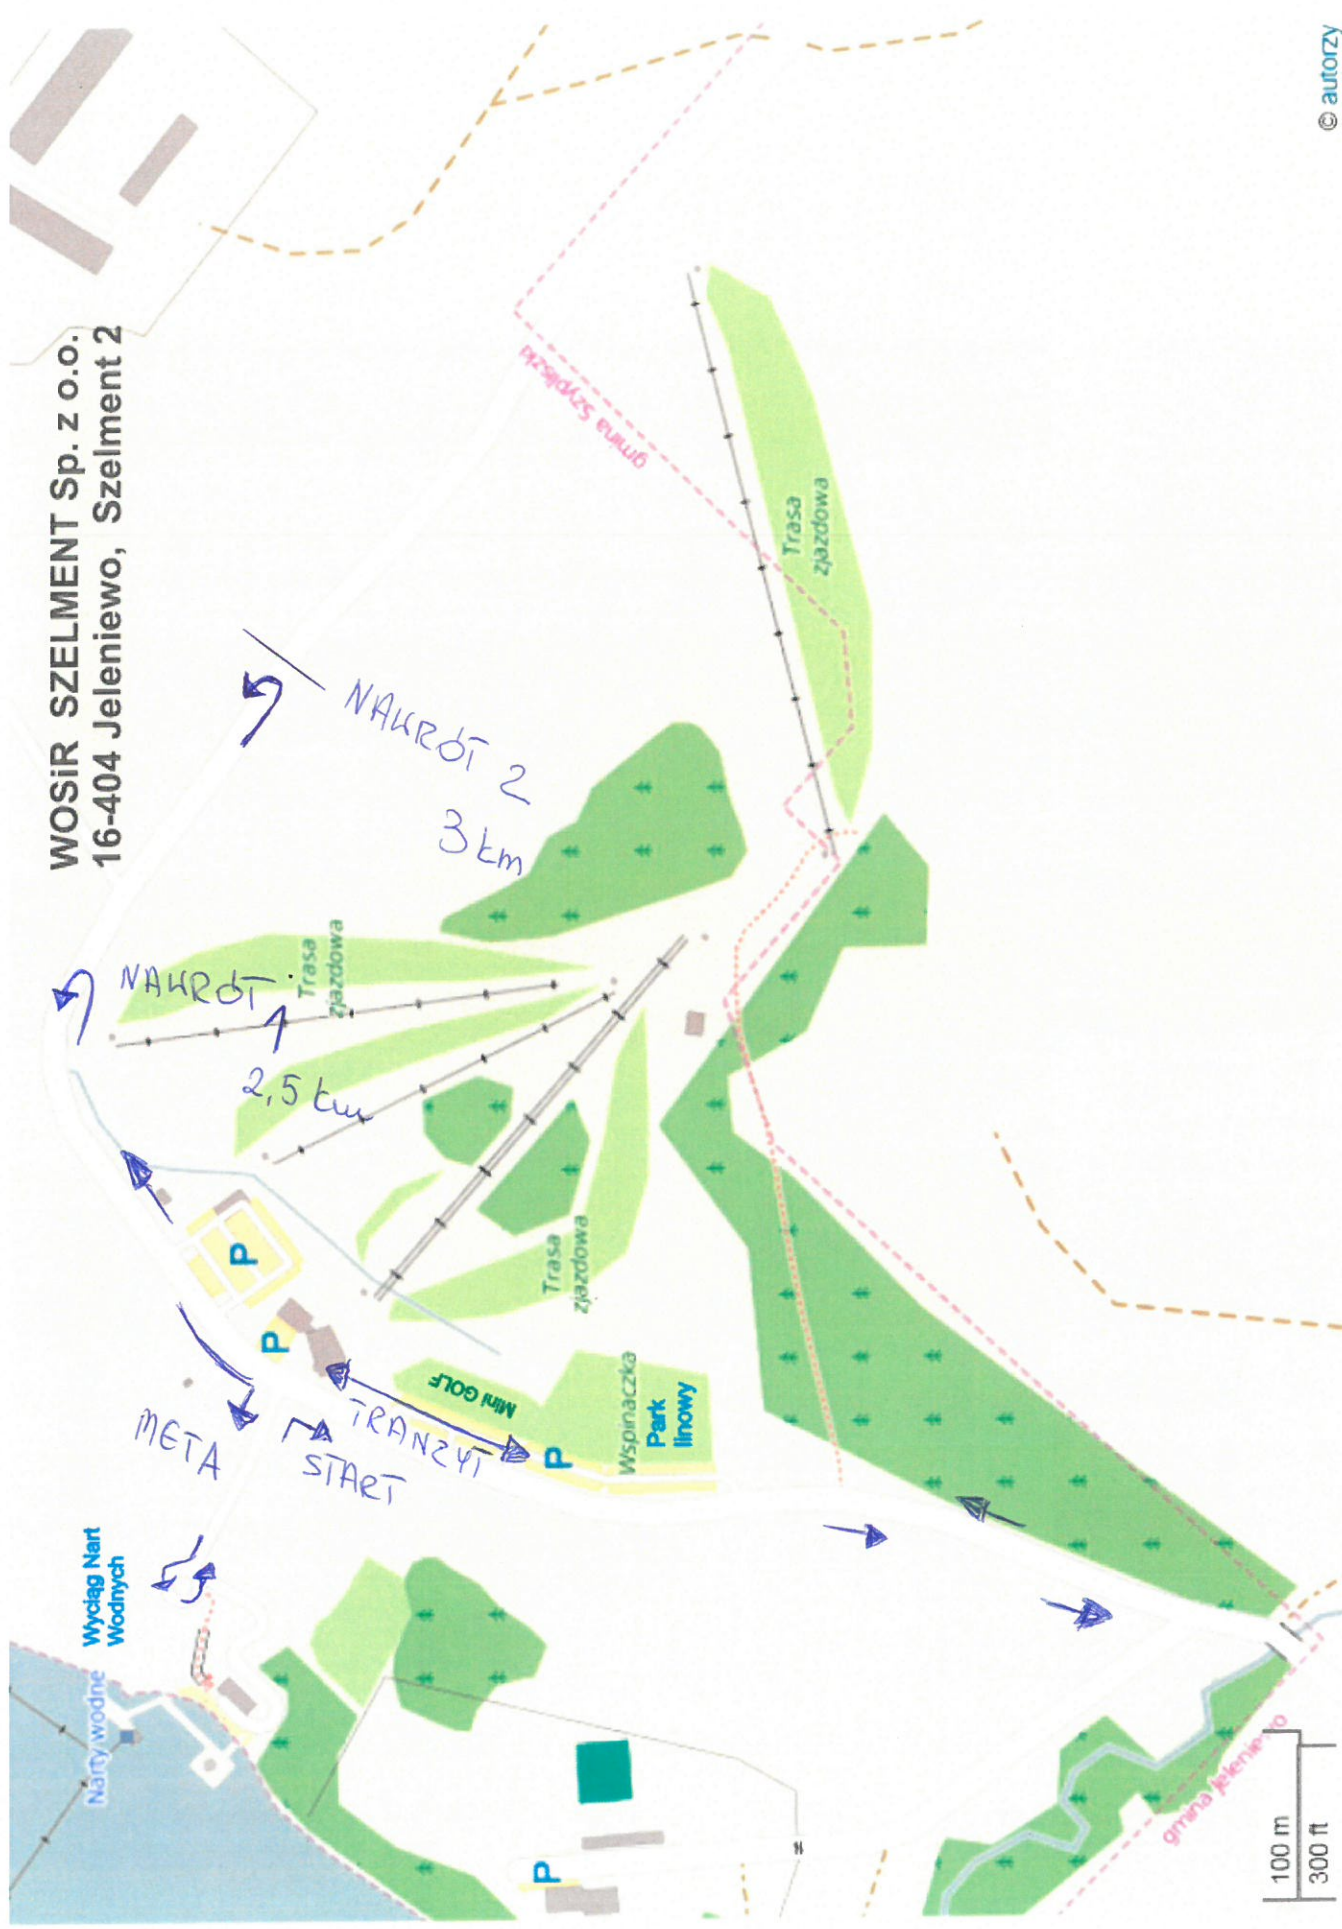 WOSiR SZELMENT Sp. z o.o.
16-404 Jeleniewo, Szelment 2
© autorzy
gmina Szypliszki
Trasa
zjazdowa
NAWRÓT 2
3 km
NAWRÓT
2,5 km
Trasa
zjazdowa
P
P
Trasa
zjazdowa
META
START
TRANZYT
Mini GOLF
P
Wspinaczka
Park
linowy
Wyciąg Nart
Wodnych
Narty wodne
P
gmina Jeleniewo
100 m
300 ft